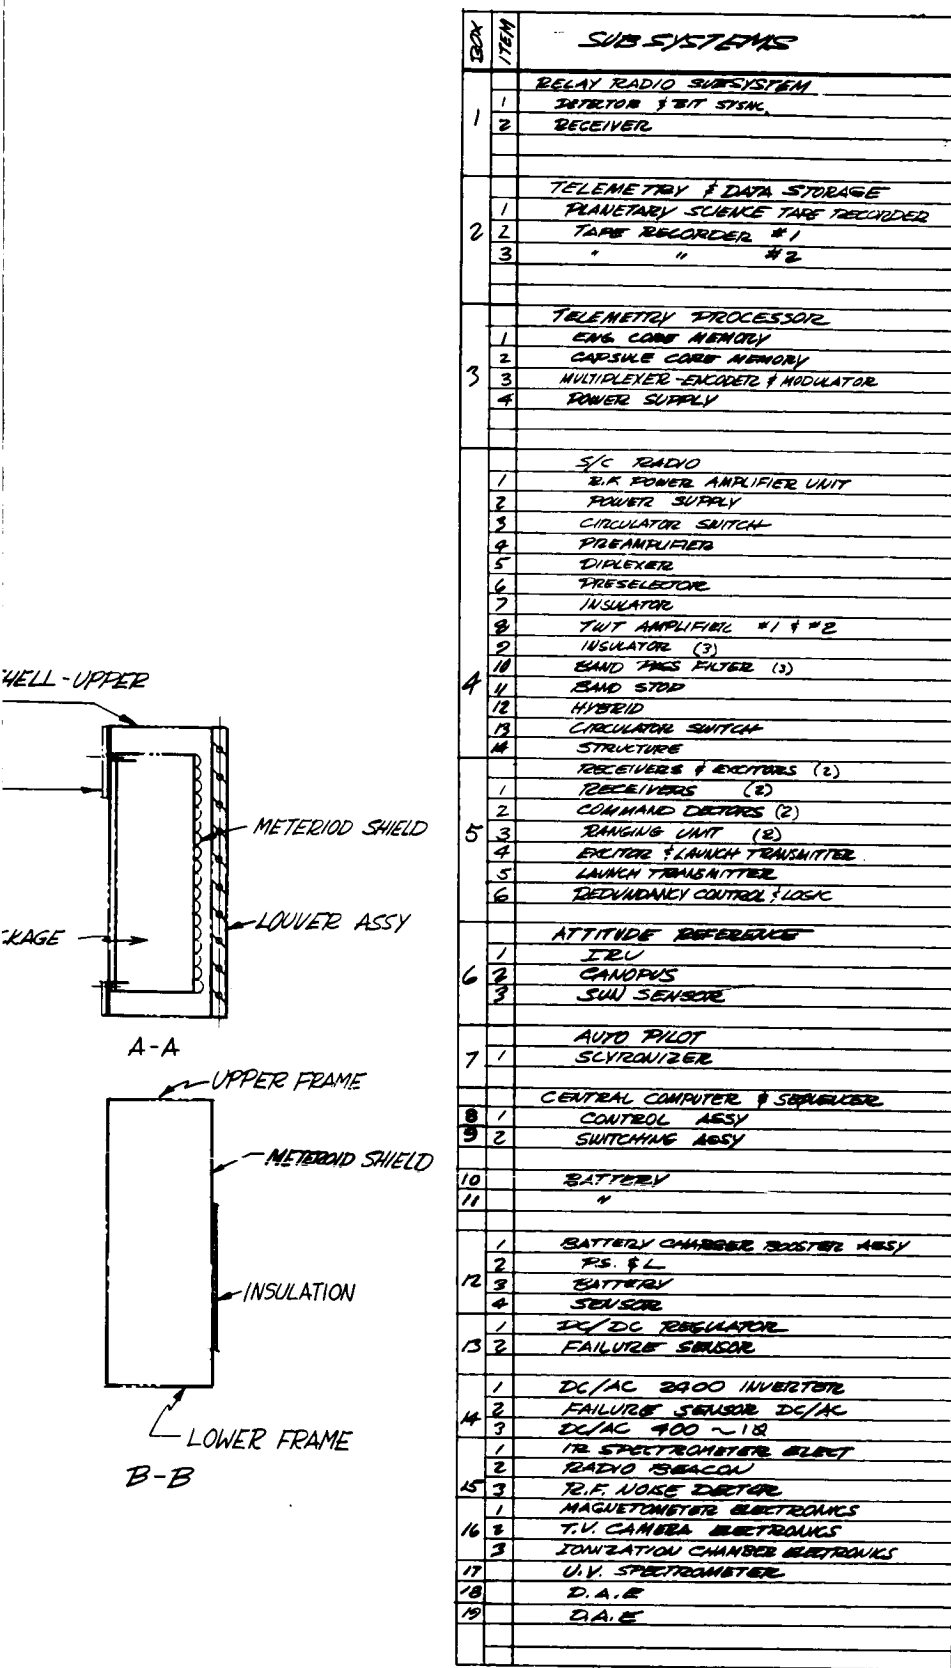 BOX ITEM SUBSYSTEMS
RELAY RADIO SUBSYSTEM
1 DETECTOR & BIT SYNC.
1 2 RECEIVER
TELEMETRY & DATA STORAGE
1 PLANETARY SCIENCE TAPE RECORDER
2 2 TAPE RECORDER #1
3 " " #2
TELEMETRY PROCESSOR
1 ENG CORE MEMORY
2 CAPSULE CORE MEMORY
3 3 MULTIPLEXER-ENCODER & MODULATOR
4 POWER SUPPLY
S/C RADIO
1 R.F. POWER AMPLIFIER UNIT
2 POWER SUPPLY
3 CIRCULATOR SWITCH
4 PREAMPLIFIER
5 DIPLEXER
6 PRESELECTOR
7 INSULATOR
8 TWT AMPLIFIER #1 & #2
9 INSULATOR (3)
10 BAND PASS FILTER (3)
4 11 BAND STOP
12 HYBRID
13 CIRCULATOR SWITCH
14 STRUCTURE
RECEIVERS & EXCITORS (2)
1 RECEIVERS (2)
2 COMMAND DECTORS (2)
5 3 RANGING UNIT (2)
4 EXCITOR & LAUNCH TRANSMITTER
5 LAUNCH TRANSMITTER
6 REDUNDANCY CONTROL & LOGIC
ATTITUDE REFERENCE
1 IRU
6 2 CANOPUS
3 SUN SENSOR
AUTO PILOT
7 1 SCYRONIZER
CENTRAL COMPUTER & SEQUENCER
8 1 CONTROL ASSY
9 2 SWITCHING ASSY
10 BATTERY
11 "
1 BATTERY CHARGER BOOSTER ASSY
2 P.S. & L
12 3 BATTERY
4 SENSOR
1 DC/DC REGULATOR
13 2 FAILURE SENSOR
1 DC/AC 2400 INVERTER
14 2 FAILURE SENSOR DC/AC
3 DC/AC 400 ~ 1Ø
1 IR SPECTROMETER ELECT
2 RADIO BEACON
15 3 R.F. NOISE DECTOR
1 MAGNETOMETER ELECTRONICS
16 2 T.V. CAMERA ELECTRONICS
3 IONIZATION CHAMBER ELETRONICS
17 U.V. SPECTROMETER
18 D.A.E
19 D.A.E
HELL-UPPER
METERIOD SHIELD
LOUVER ASSY
CKAGE
A-A
UPPER FRAME
METEROID SHIELD
INSULATION
LOWER FRAME
B-B